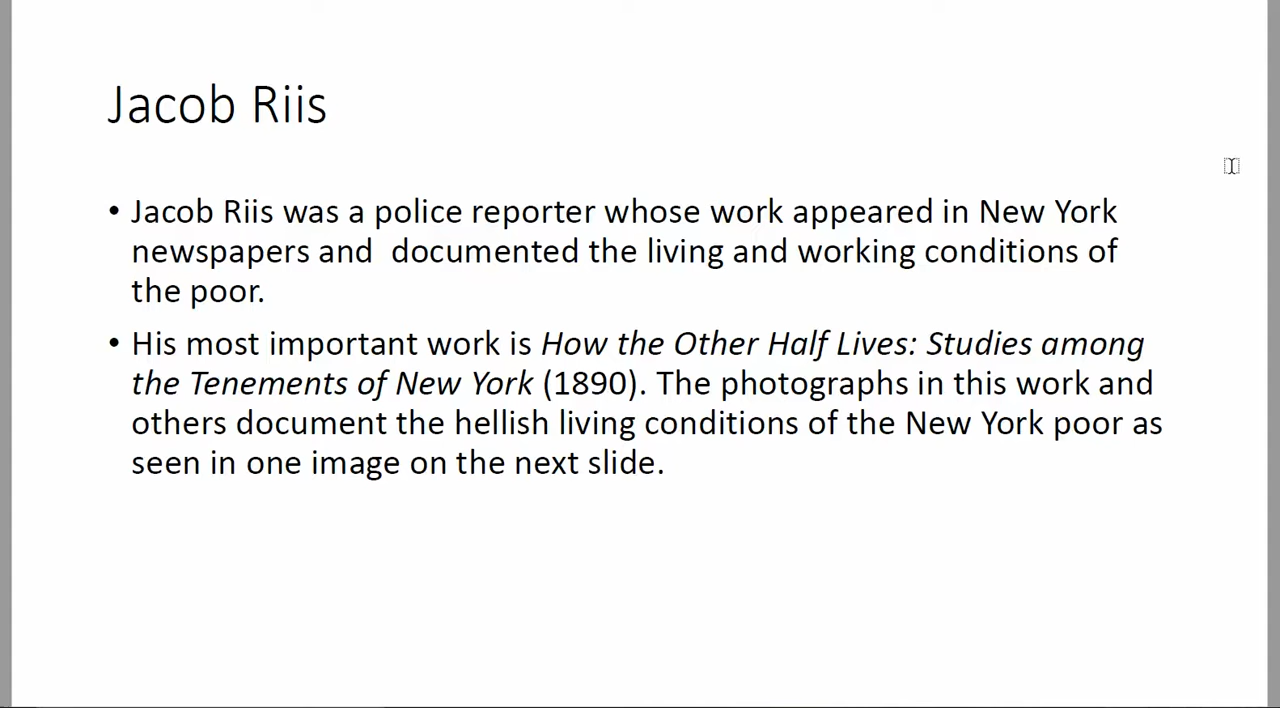 Jacob Riis
• Jacob Riis was a police reporter whose work appeared in New York
newspapers and  documented the living and working conditions of
the poor.
• His most important work is How the Other Half Lives: Studies among
the Tenements of New York (1890). The photographs in this work and
others document the hellish living conditions of the New York poor as
seen in one image on the next slide.